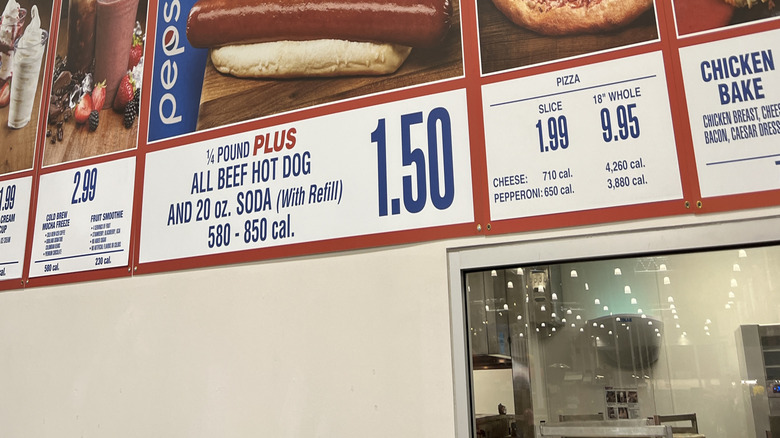 pepsi
1.99
CREAM
CUP
cal.
2.99
COLD BREW
MOCHA FREEZE
580 cal.
FRUIT SMOOTHIE
230 cal.
¼ POUND PLUS
ALL BEEF HOT DOG
AND 20 oz. SODA (With Refill)
580 - 850 cal.
1.50
PIZZA
SLICE 18" WHOLE
1.99 9.95
CHEESE: 710 cal. 4,260 cal.
PEPPERONI: 650 cal. 3,880 cal.
CHICKEN
BAKE
CHICKEN BREAST, CHEE
BACON, CAESAR DRESS